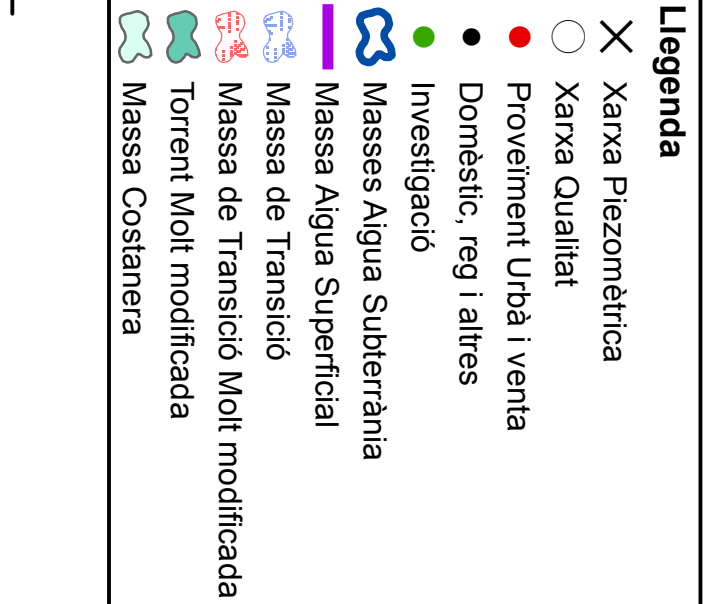 Llegenda
Xarxa Piezomètrica
Xarxa Qualitat
Proveïment Urbà i venta
Domèstic, reg i altres
Investigació
Masses Aigua Subterrània
Massa Aigua Superficial
Massa de Transició
Massa de Transició Molt modificada
Torrent Molt modificada
Massa Costanera